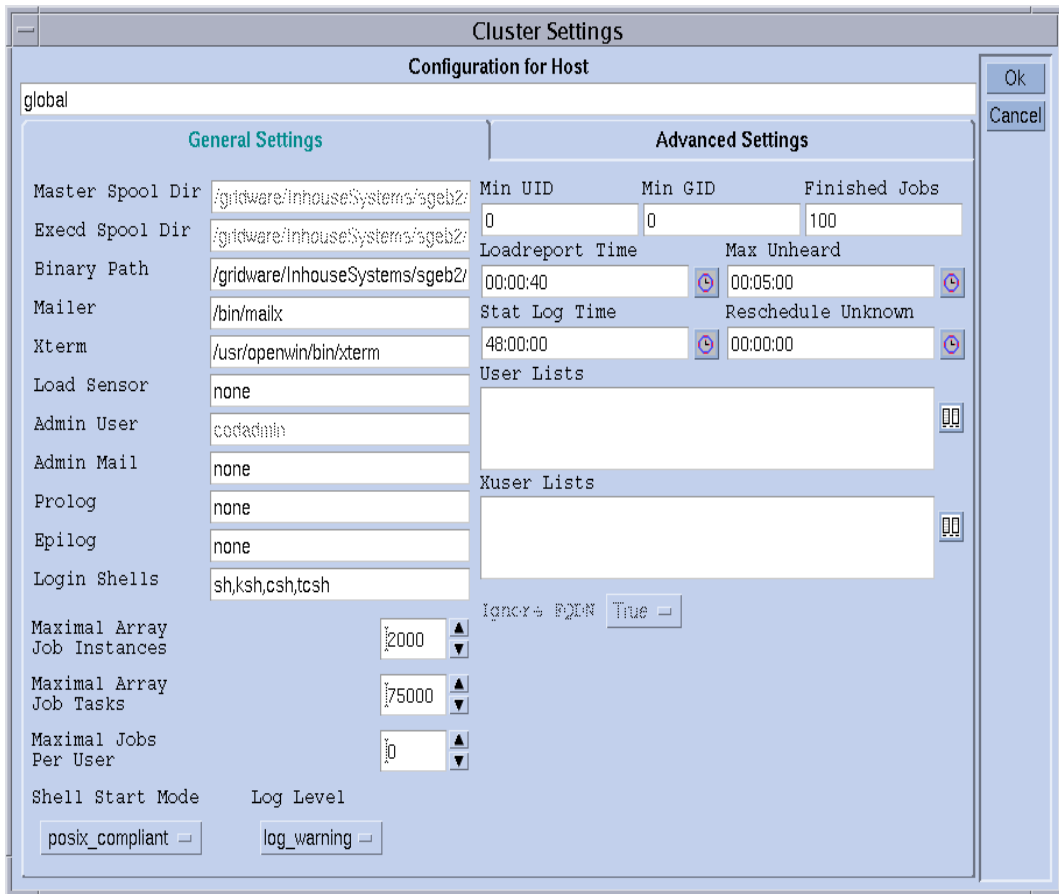 Cluster Settings
Configuration for Host
global
Ok
Cancel
General Settings
Advanced Settings
Master Spool Dir /gridware/InhouseSystems/sgeb2/
Execd Spool Dir /gridware/InhouseSystems/sgeb2/
Binary Path /gridware/InhouseSystems/sgeb2/
Mailer /bin/mailx
Xterm /usr/openwin/bin/xterm
Load Sensor none
Admin User codadmin
Admin Mail none
Prolog none
Epilog none
Login Shells sh,ksh,csh,tcsh
Maximal Array
Job Instances 2000
Maximal Array
Job Tasks 75000
Maximal Jobs
Per User 0
Shell Start Mode Log Level
posix_compliant log_warning
Min UID Min GID Finished Jobs
0 0 100
Loadreport Time Max Unheard
00:00:40 00:05:00
Stat Log Time Reschedule Unknown
48:00:00 00:00:00
User Lists
Xuser Lists
Ignore FQDN True